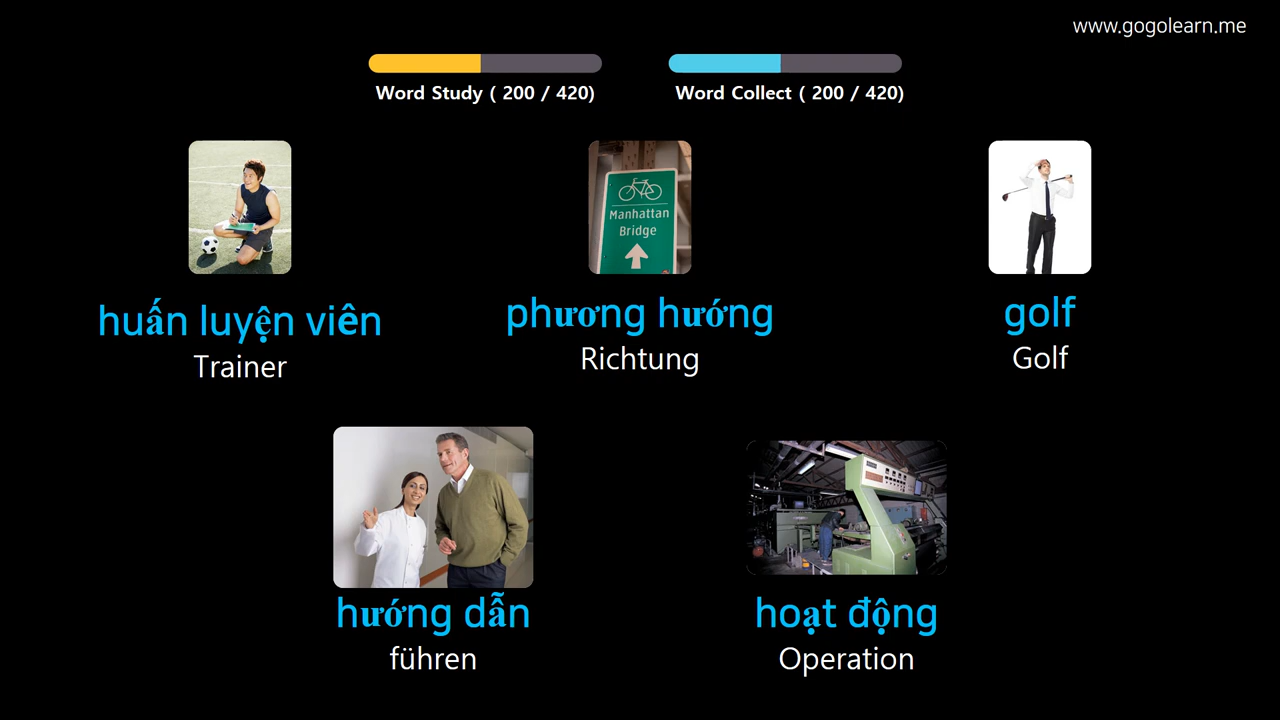 www.gogolearn.me
Word Study ( 200 / 420)
Word Collect ( 200 / 420)
Manhattan
Bridge
huấn luyện viên
Trainer
phương hướng
Richtung
golf
Golf
hướng dẫn
führen
hoạt động
Operation